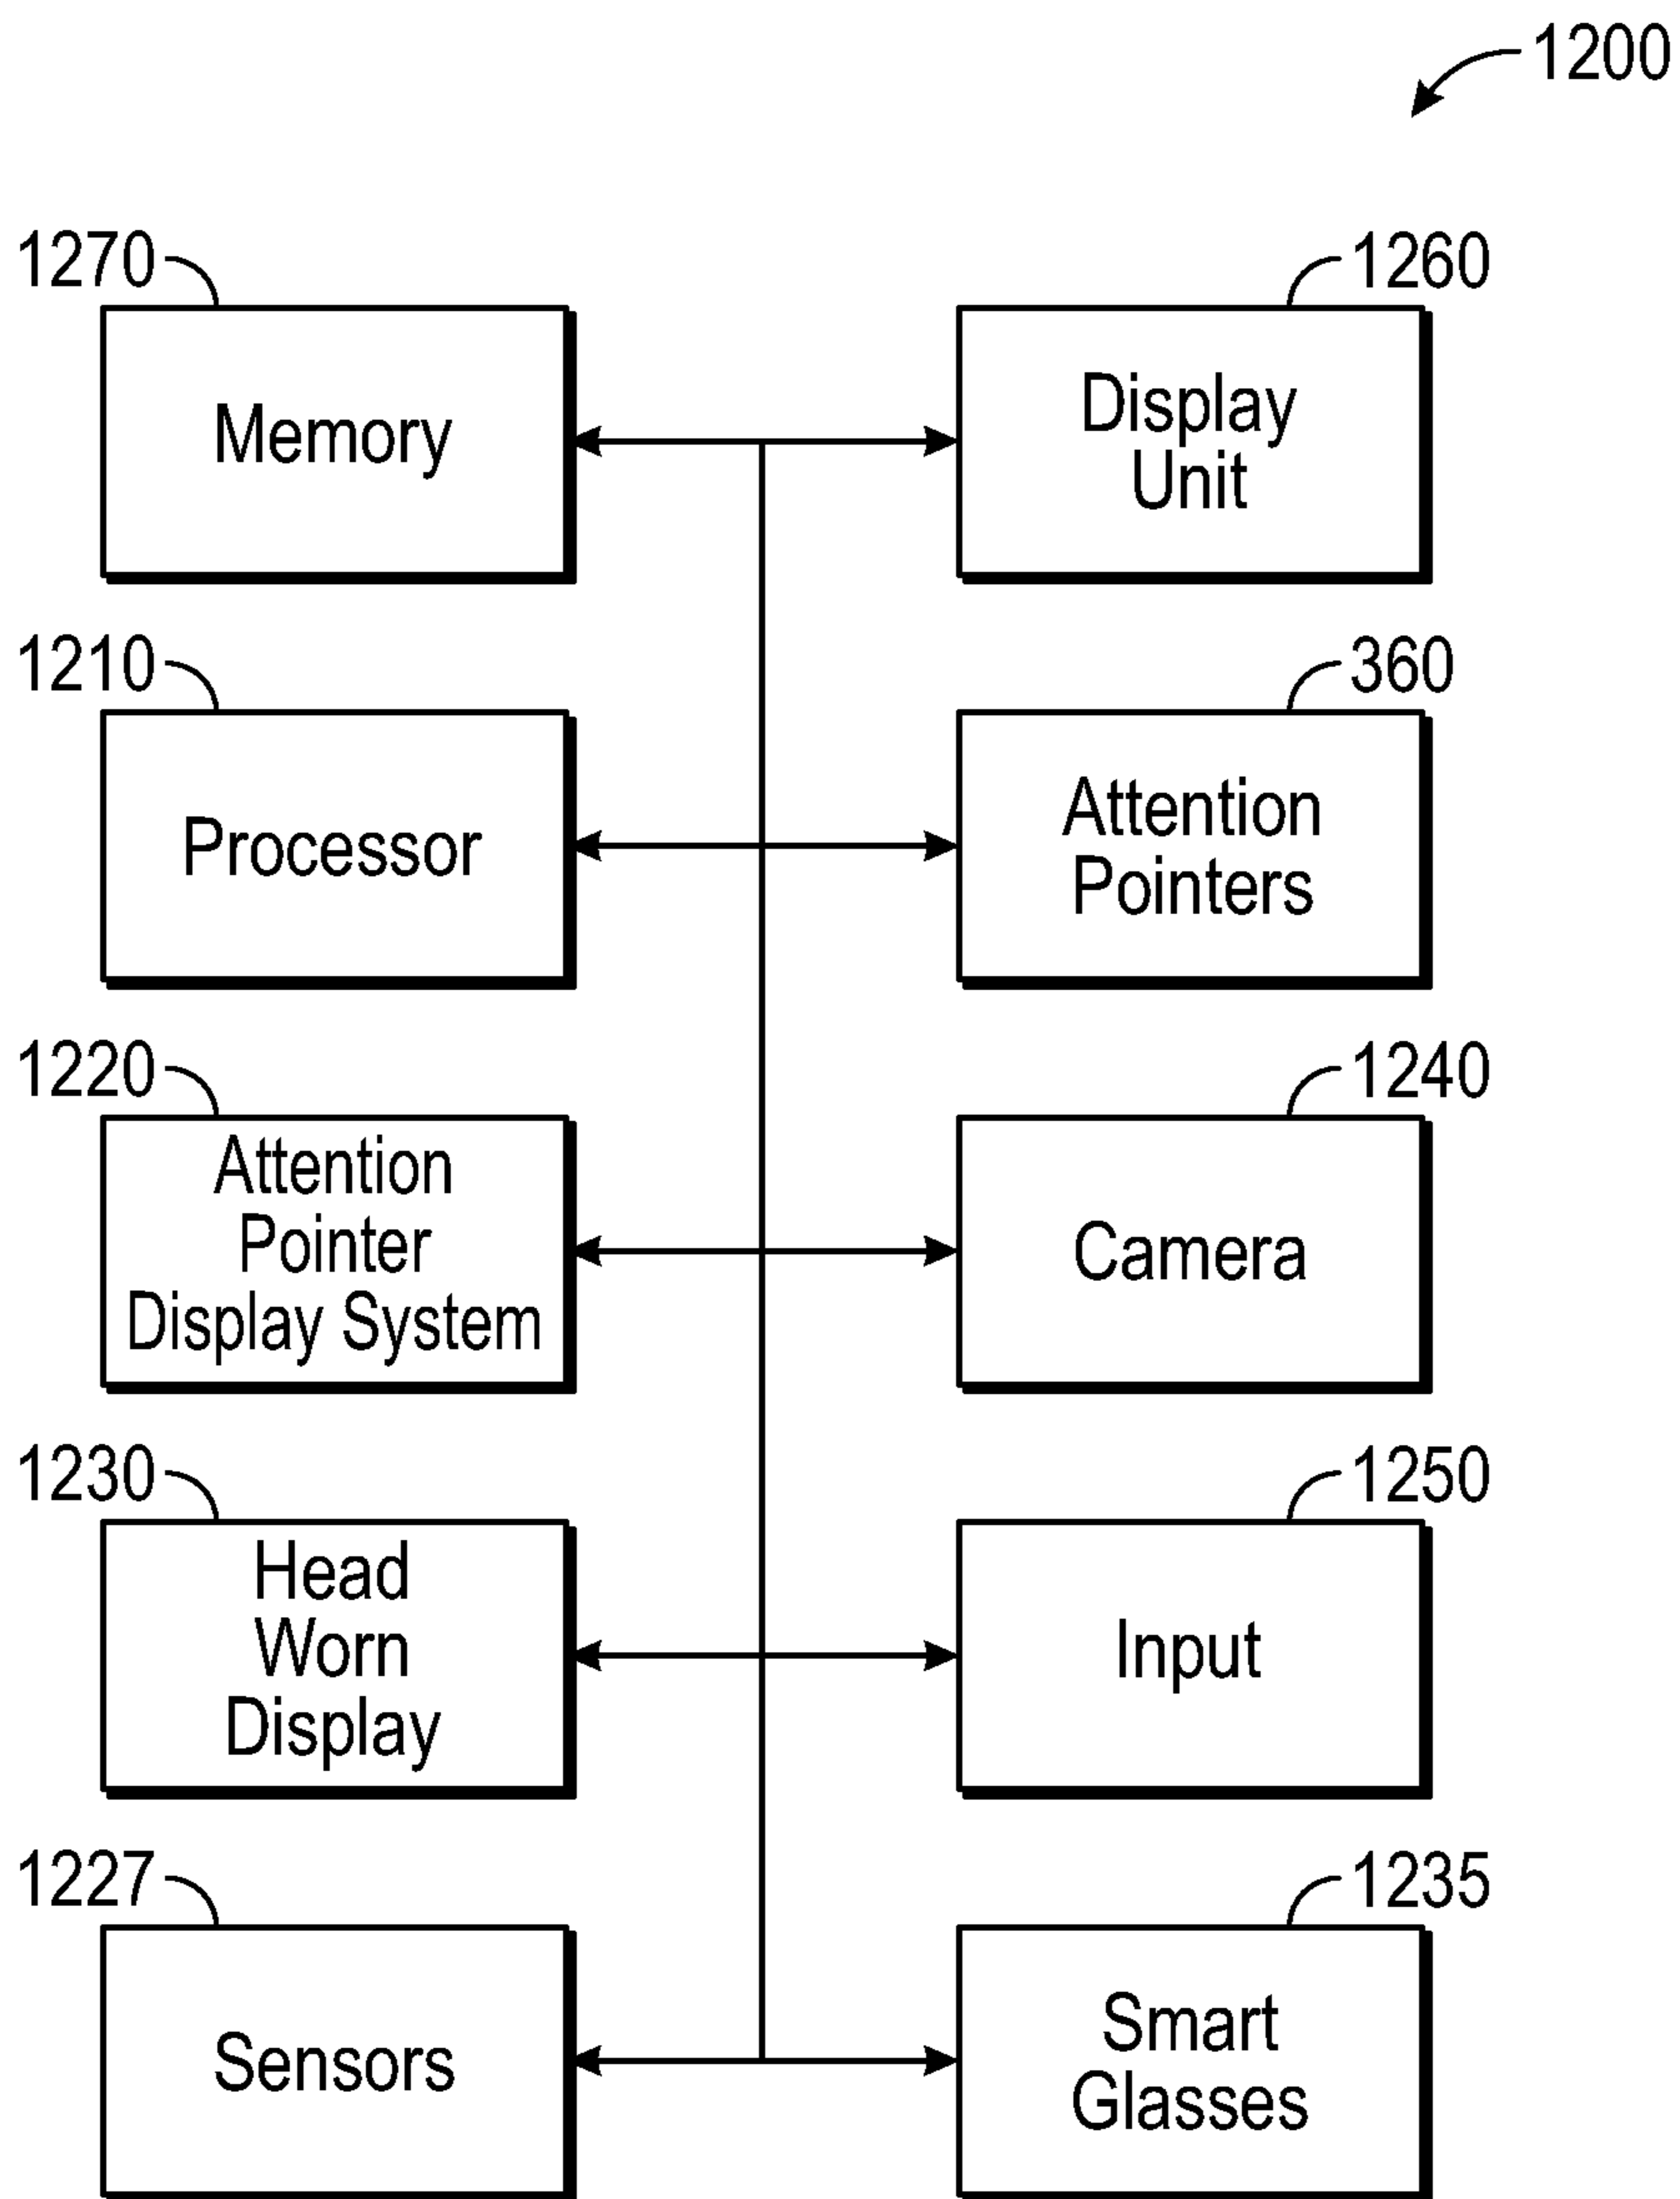 1200
1270
1260
Memory
Display
Unit
1210
360
Processor
Attention
Pointers
1220
1240
Attention
Pointer
Display System
Camera
1230
1250
Head
Worn
Display
Input
1227
1235
Sensors
Smart
Glasses